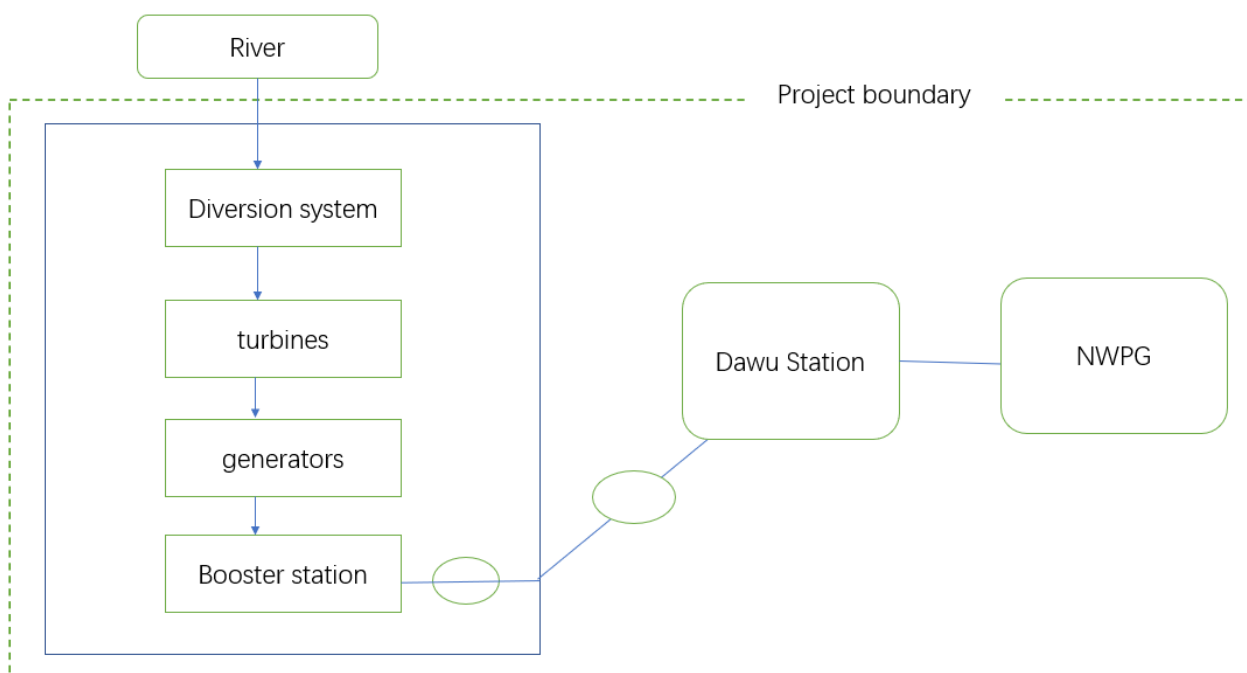 River
Project boundary
Diversion system
turbines
generators
Booster station
Dawu Station
NWPG